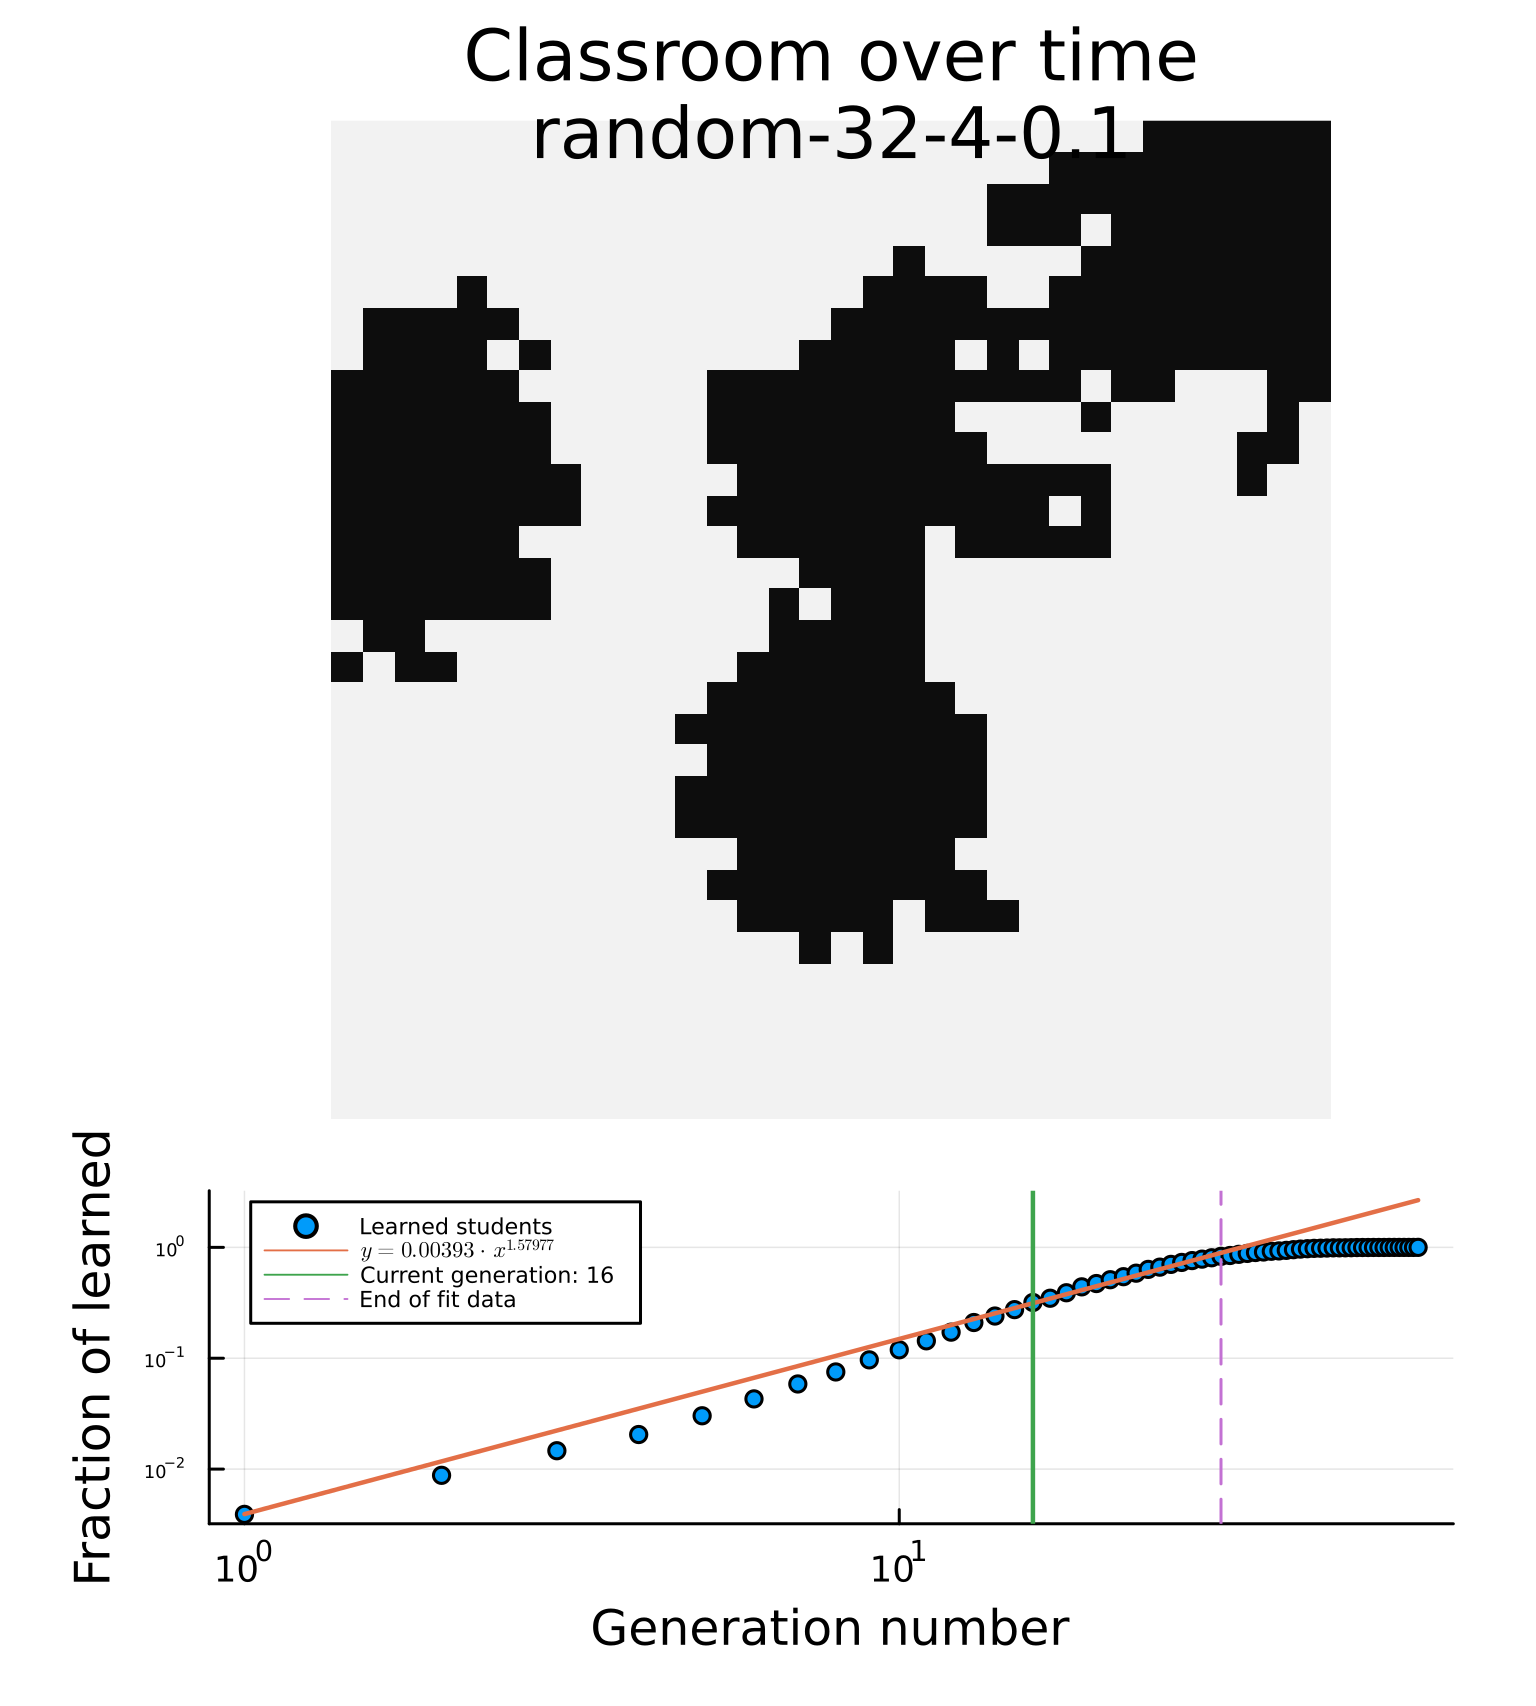 Classroom over time
random-32-4-0.1
Fraction of learned
Learned students
y = 0.00393 · x^1.57977
Current generation: 16
End of fit data
10^0
10^-1
10^-2
10^0
10^1
Generation number